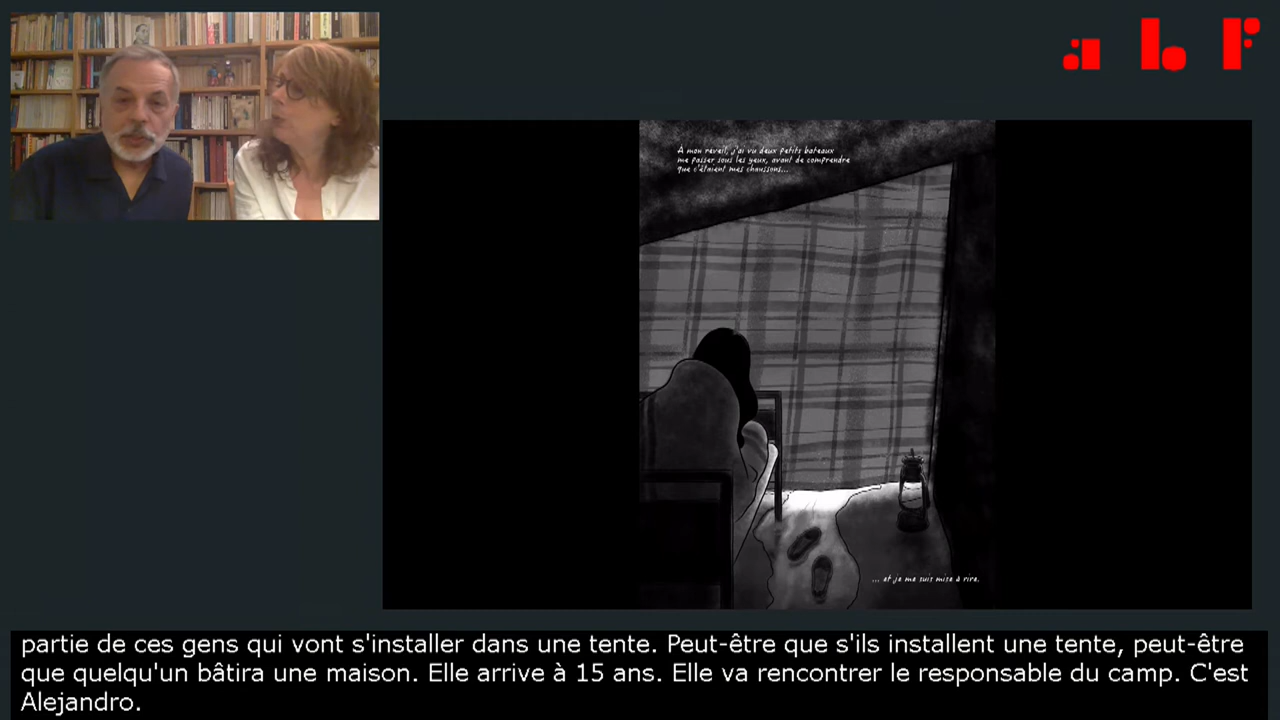 abf
À mon réveil, j'ai vu deux petits bateaux
me passer sous les yeux, avant de comprendre
que c'étaient mes chaussons...
... et je me suis mise à rire.
partie de ces gens qui vont s'installer dans une tente. Peut-être que s'ils installent une tente, peut-être
que quelqu'un bâtira une maison. Elle arrive à 15 ans. Elle va rencontrer le responsable du camp. C'est
Alejandro.